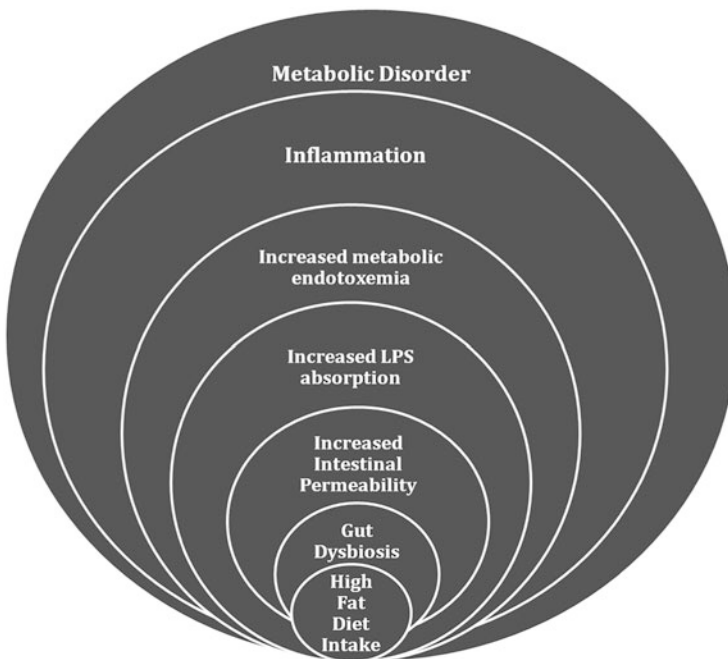 Metabolic Disorder
Inflammation
Increased metabolic
endotoxemia
Increased LPS
absorption
Increased
Intestinal
Permeability
Gut
Dysbiosis
High
Fat
Diet
Intake